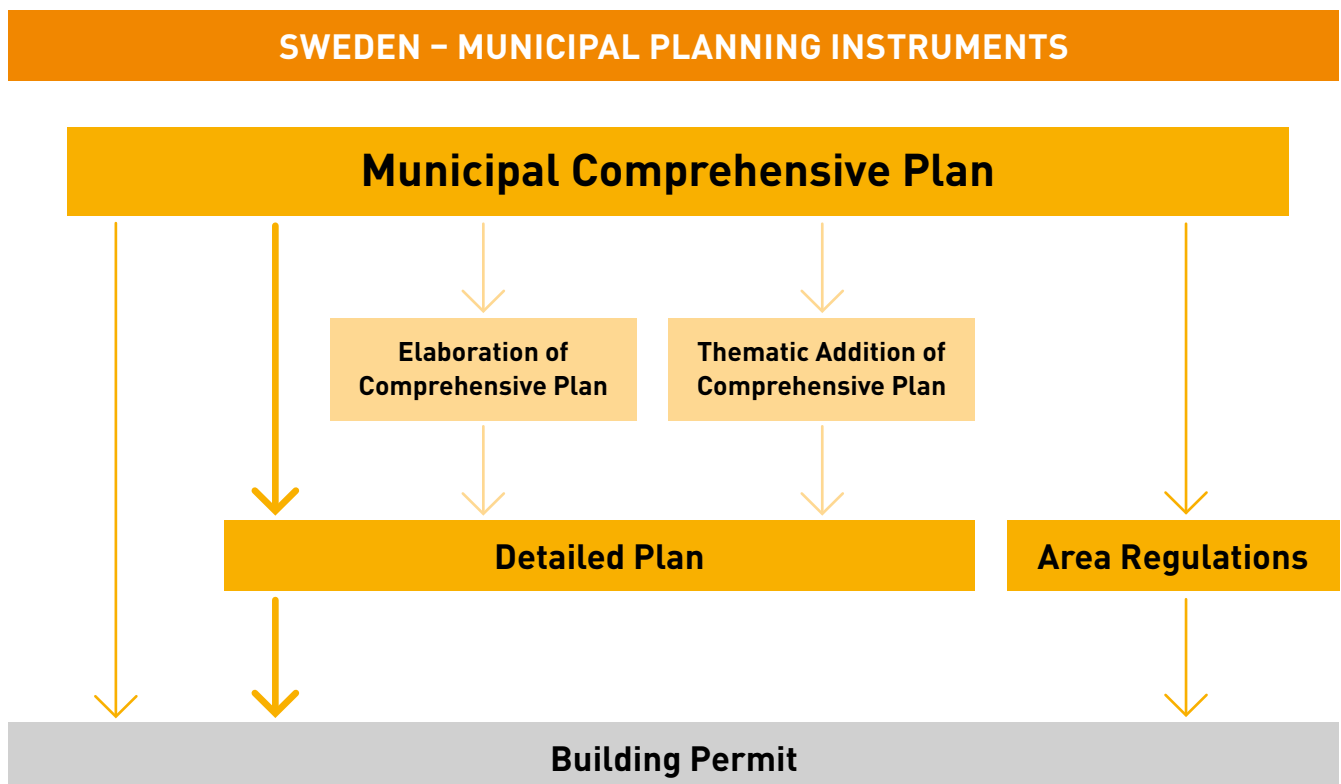 SWEDEN – MUNICIPAL PLANNING INSTRUMENTS
Municipal Comprehensive Plan
Elaboration of
Comprehensive Plan
Thematic Addition of
Comprehensive Plan
Detailed Plan
Area Regulations
Building Permit